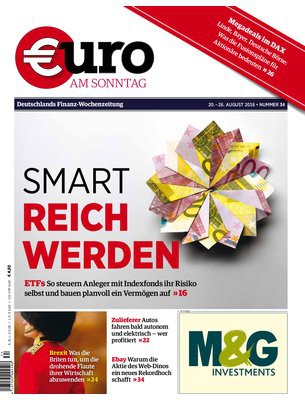 €uro
AM SONNTAG
Megadeals im DAX
Linde, Bayer, Deutsche Börse:
Was die Fusionspläne für
Aktionäre bedeuten » 26
Deutschlands Finanz-Wochenzeitung
20. – 26. AUGUST 2016 • NUMMER 34
SMART
REICH
WERDEN
ETFs So steuern Anleger mit Indexfonds ihr Risiko
selbst und bauen planvoll ein Vermögen auf »16
Brexit Was die
Briten tun, um die
drohende Flaute
ihrer Wirtschaft
abzuwenden »24
Zulieferer Autos
fahren bald autonom
und elektrisch – wer
profitiert »22
Ebay Warum die
Aktie des Web-Dinos
ein neues Rekordhoch
schafft »34
M&G
INVESTMENTS